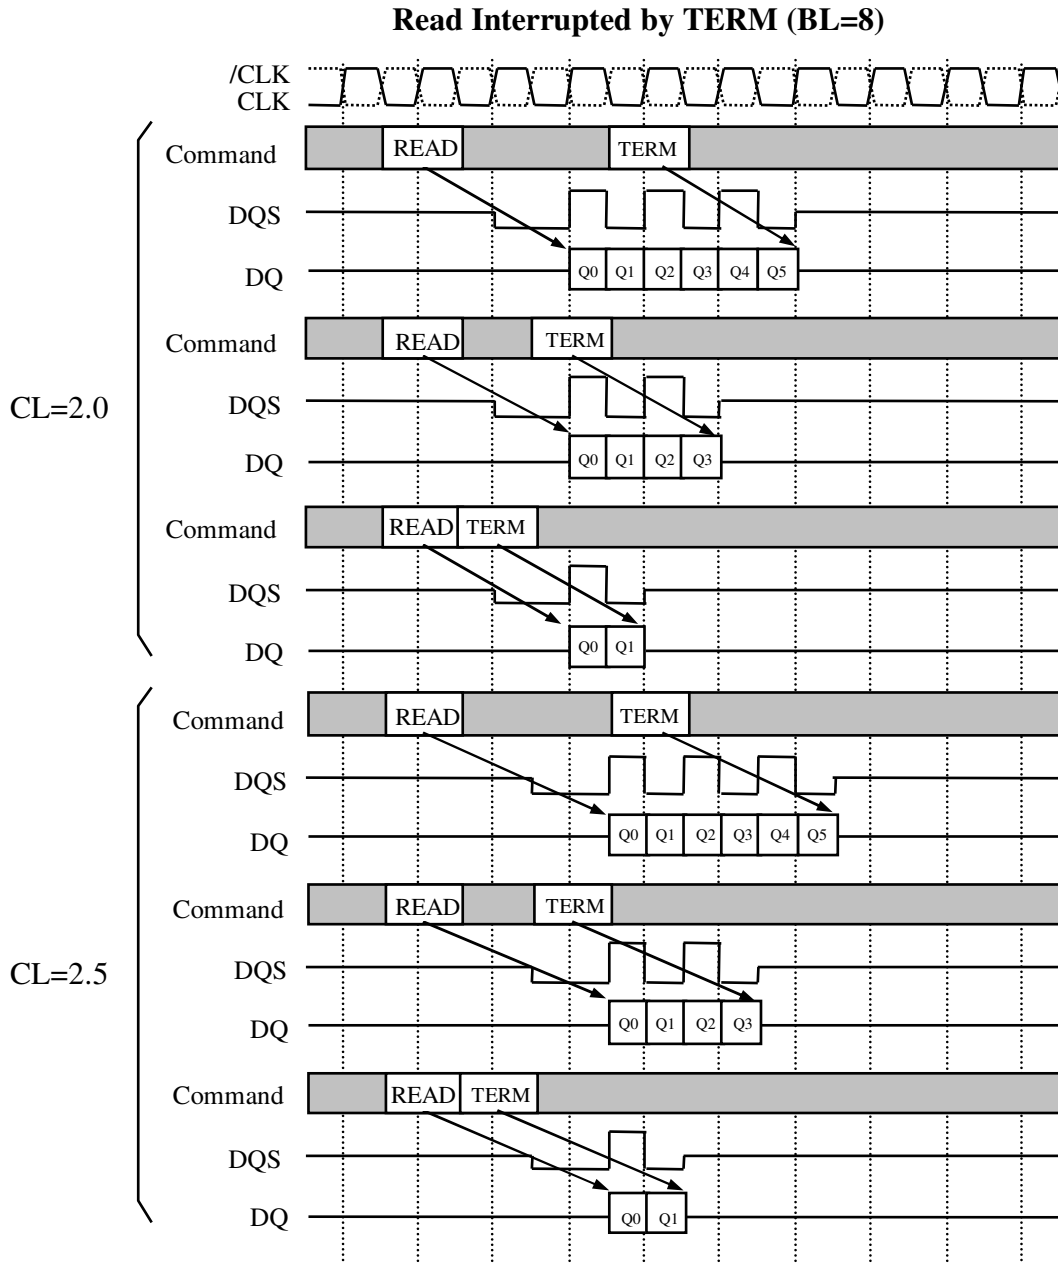 Read Interrupted by TERM (BL=8)
/CLK
CLK
Command READ TERM
DQS
DQ Q0 Q1 Q2 Q3 Q4 Q5
Command READ TERM
CL=2.0
DQS
DQ Q0 Q1 Q2 Q3
Command READ TERM
DQS
DQ Q0 Q1
Command READ TERM
DQS
DQ Q0 Q1 Q2 Q3 Q4 Q5
Command READ TERM
CL=2.5
DQS
DQ Q0 Q1 Q2 Q3
Command READ TERM
DQS
DQ Q0 Q1